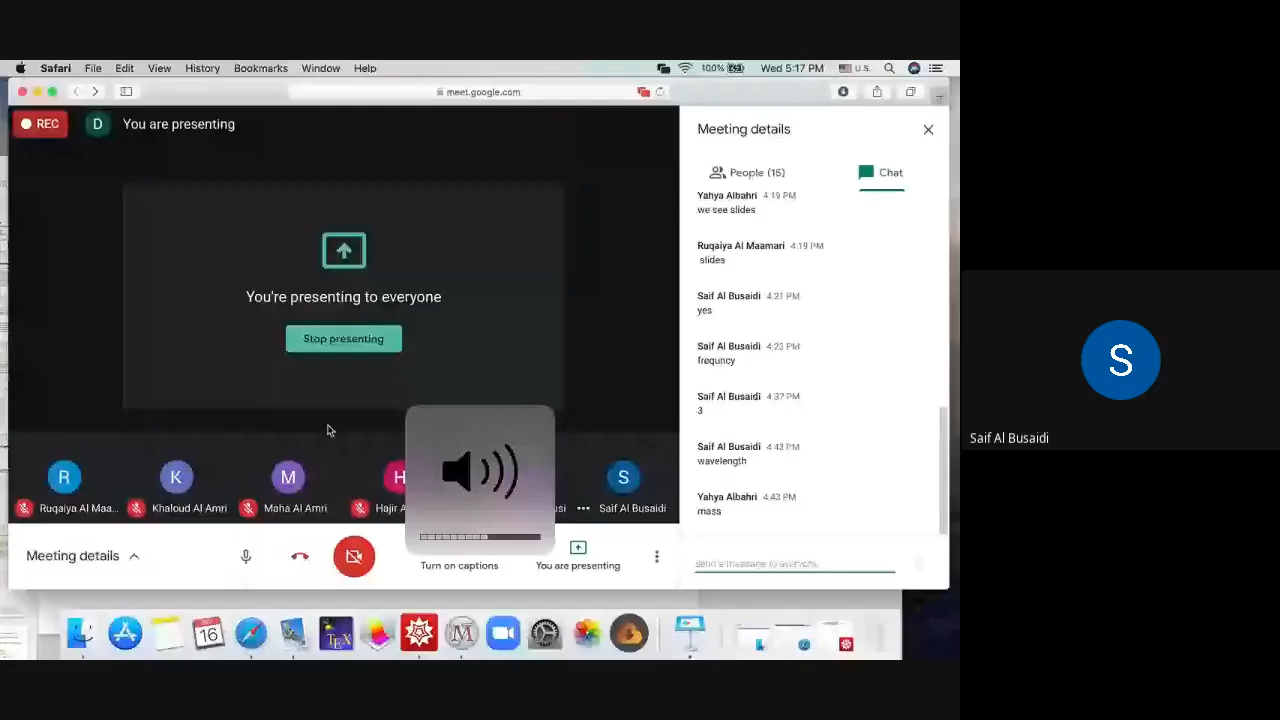 Safari File Edit View History Bookmarks Window Help 100% Wed 5:17 PM U.S.
meet.google.com
REC D You are presenting
You're presenting to everyone
Stop presenting
R K M H S
Ruqaiya Al Maa... Khaloud Al Amri Maha Al Amri Hajir A usi Saif Al Busaidi
Meeting details
Turn on captions You are presenting
Meeting details
People (15) Chat
Yahya Albahri 4:19 PM
we see slides
Ruqaiya Al Maamari 4:19 PM
slides
Saif Al Busaidi 4:21 PM
yes
Saif Al Busaidi 4:23 PM
frequncy
Saif Al Busaidi 4:37 PM
3
Saif Al Busaidi 4:43 PM
wavelength
Yahya Albahri 4:43 PM
mass
Send a message to everyone
16
TEX
M
S
Saif Al Busaidi